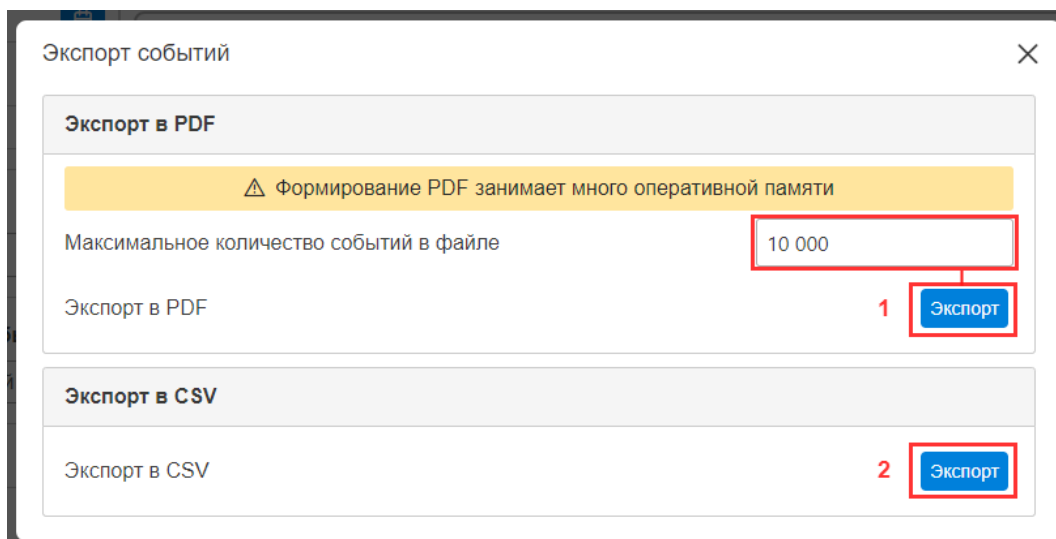 Экспорт событий
Экспорт в PDF
⚠ Формирование PDF занимает много оперативной памяти
Максимальное количество событий в файле 10 000
Экспорт в PDF 1 Экспорт
Экспорт в CSV
Экспорт в CSV 2 Экспорт